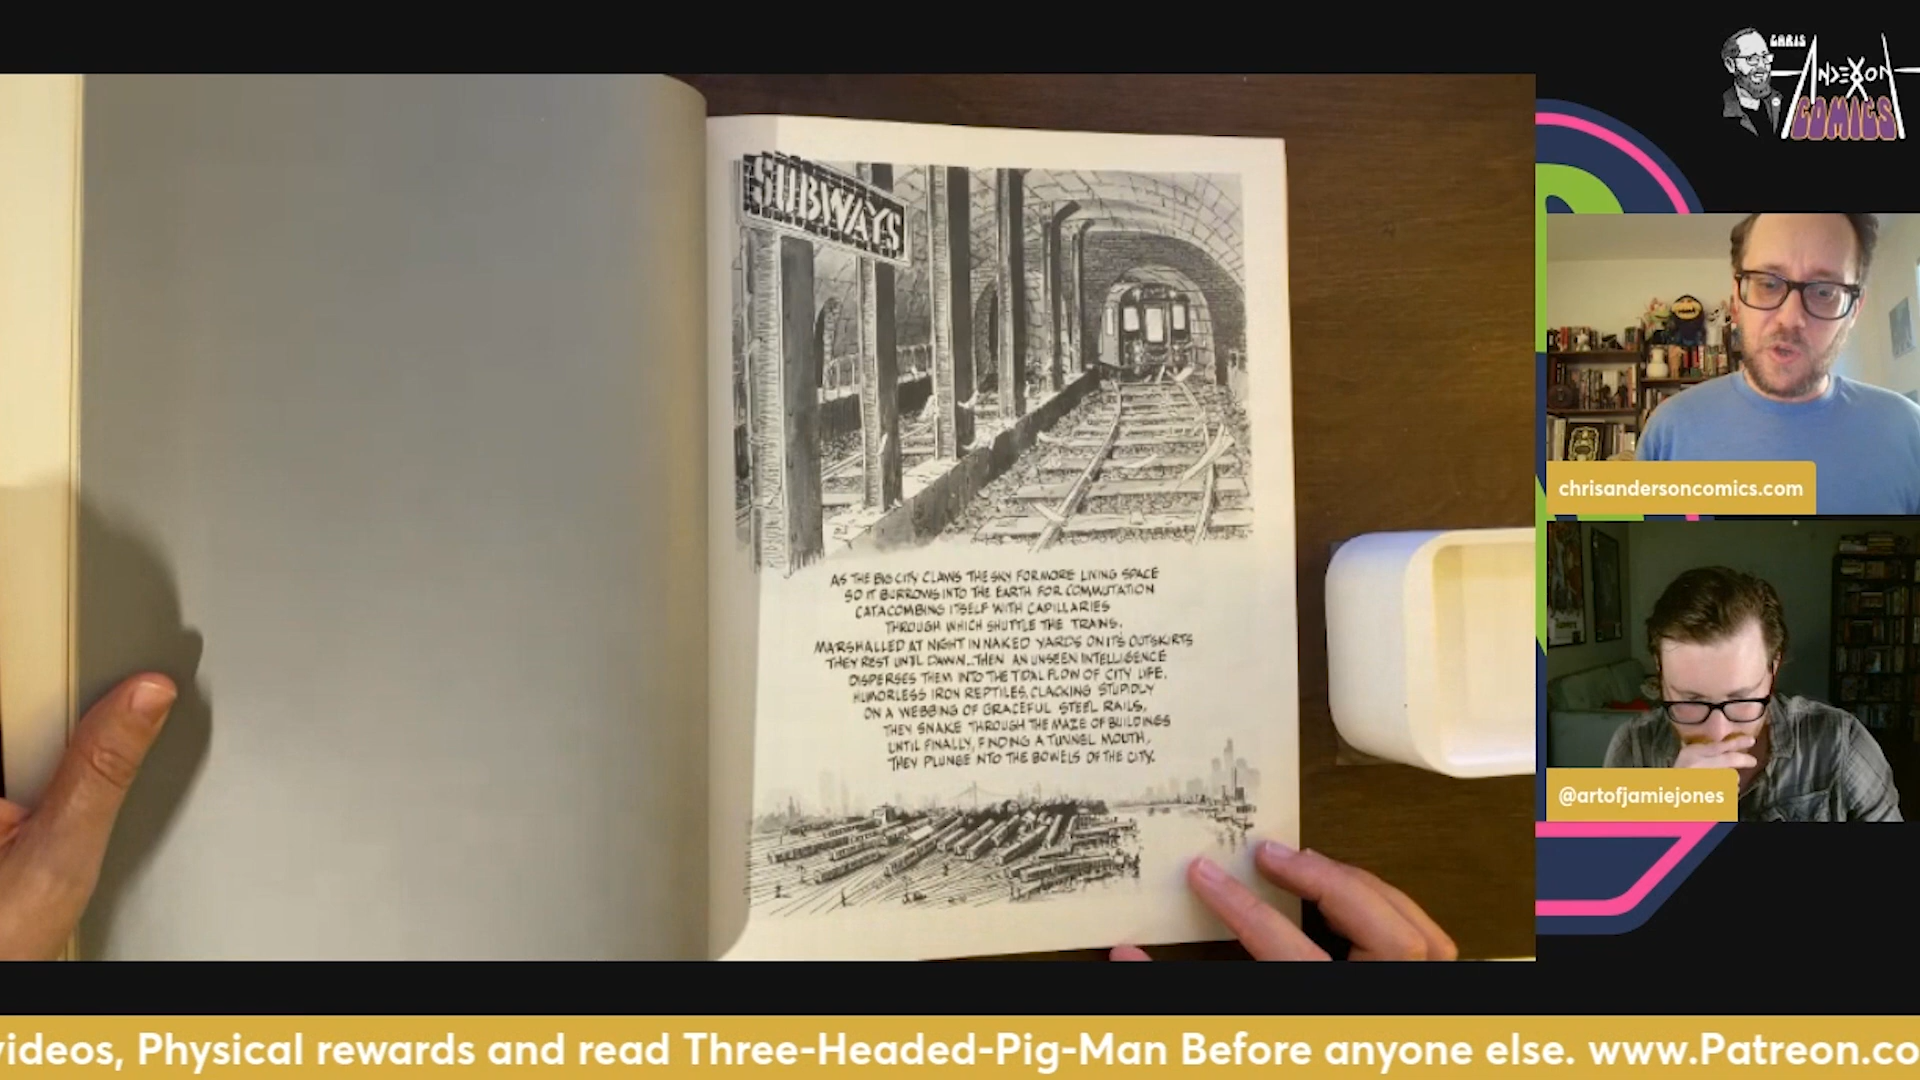 CHRIS
ANDERSON
COMICS
SUBWAYS
AS THE BIG CITY CLAWS THE SKY FOR MORE LIVING SPACE
SO IT BURROWS INTO THE EARTH FOR COMMUTATION
CATACOMBING ITSELF WITH CAPILLARIES
THROUGH WHICH SHUTTLE THE TRAINS.
MARSHALLED AT NIGHT IN NAKED YARDS ON ITS OUTSKIRTS
THEY REST UNTIL DAWN...THEN AN UNSEEN INTELLIGENCE
DISPERSES THEM INTO THE TIDAL FLOW OF CITY LIFE.
HUMORLESS IRON REPTILES, CLACKING STUPIDLY
ON A WEBBING OF GRACEFUL STEEL RAILS,
THEY SNAKE THROUGH THE MAZE OF BUILDINGS
UNTIL FINALLY, FINDING A TUNNEL MOUTH,
THEY PLUNGE INTO THE BOWELS OF THE CITY.
chrisandersoncomics.com
@artofjamiejones
videos, Physical rewards and read Three-Headed-Pig-Man Before anyone else. www.Patreon.co